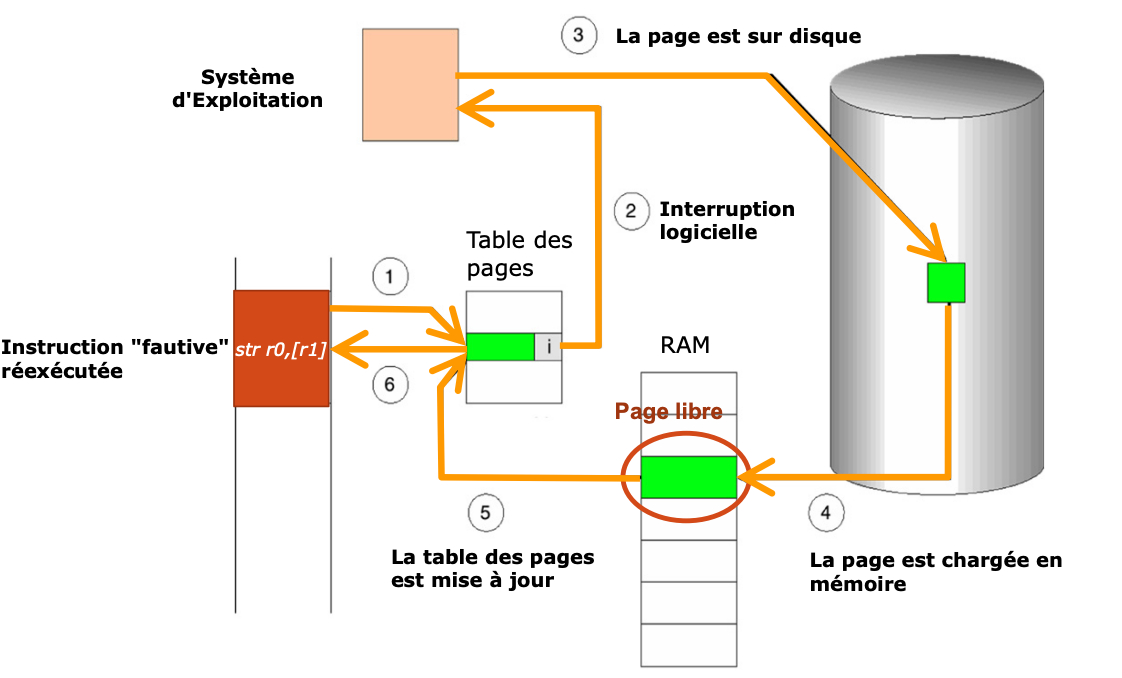 3
La page est sur disque
Système
d'Exploitation
2
Interruption
logicielle
Table des
pages
1
i
Instruction "fautive"
réexécutée
str r0,[r1]
6
RAM
Page libre
5
La table des pages
est mise à jour
4
La page est chargée en
mémoire